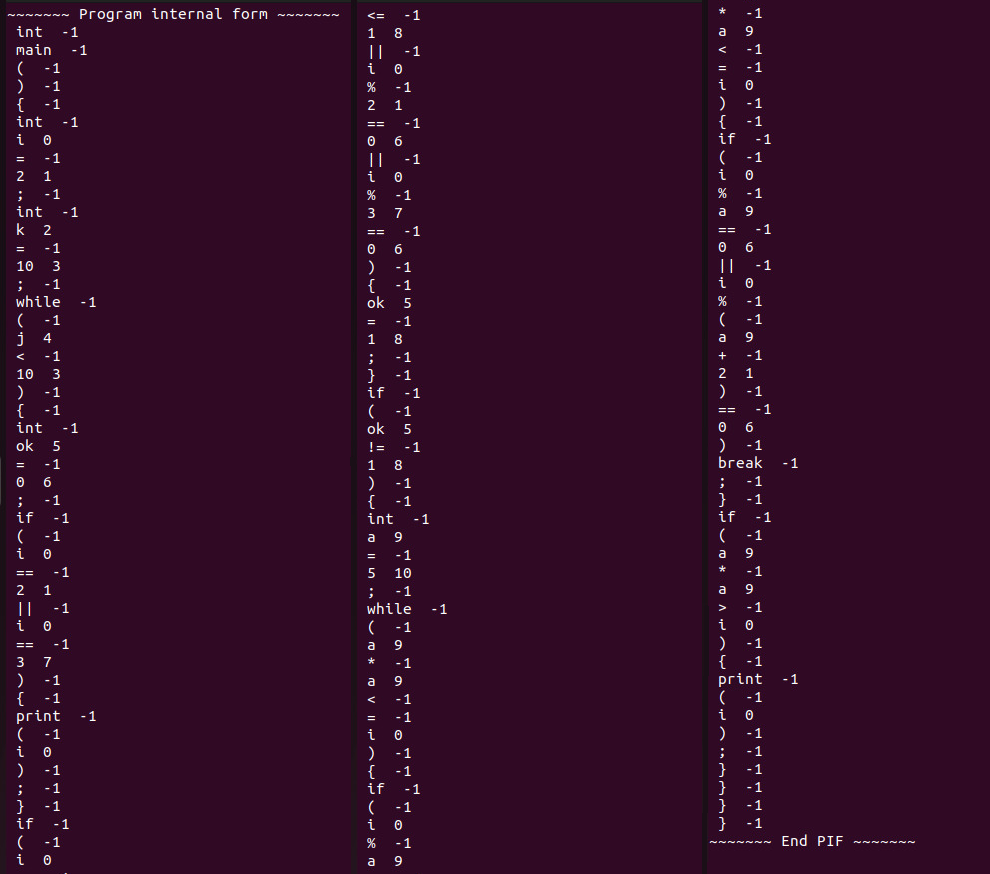 ~~~~~~~ Program internal form ~~~~~~~
int  -1
main  -1
(  -1
)  -1
{  -1
int  -1
i  0
=  -1
2  1
;  -1
int  -1
k  2
=  -1
10  3
;  -1
while  -1
(  -1
j  4
<  -1
10  3
)  -1
{  -1
int  -1
ok  5
=  -1
0  6
;  -1
if  -1
(  -1
i  0
==  -1
2  1
||  -1
i  0
==  -1
3  7
)  -1
{  -1
print  -1
(  -1
i  0
)  -1
;  -1
}  -1
if  -1
(  -1
i  0
<=  -1
1  8
||  -1
i  0
%  -1
2  1
==  -1
0  6
||  -1
i  0
%  -1
3  7
==  -1
0  6
)  -1
{  -1
ok  5
=  -1
1  8
;  -1
}  -1
if  -1
(  -1
ok  5
!=  -1
1  8
)  -1
{  -1
int  -1
a  9
=  -1
5  10
;  -1
while  -1
(  -1
a  9
*  -1
a  9
<  -1
=  -1
i  0
)  -1
{  -1
if  -1
(  -1
i  0
%  -1
a  9
*  -1
a  9
<  -1
=  -1
i  0
)  -1
{  -1
if  -1
(  -1
i  0
%  -1
a  9
==  -1
0  6
||  -1
i  0
%  -1
(  -1
a  9
+  -1
2  1
)  -1
==  -1
0  6
)  -1
break  -1
;  -1
}  -1
if  -1
(  -1
a  9
*  -1
a  9
>  -1
i  0
)  -1
{  -1
print  -1
(  -1
i  0
)  -1
;  -1
}  -1
}  -1
}  -1
}  -1
~~~~~~~ End PIF ~~~~~~~